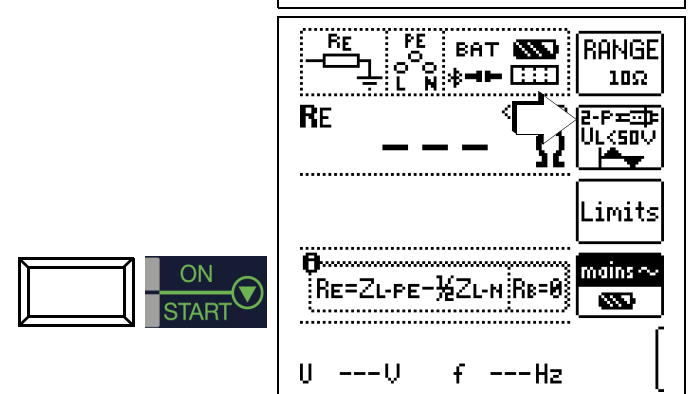 RE PE BAT RANGE
L N 10Ω
RE 2-P
UL<50V
--- Ω
Limits
mains~
RE=ZL-PE-½ZL-N RB=0
ON
START
U ---V f ---Hz